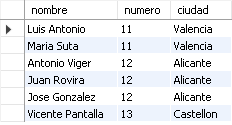 nombre numero ciudad
Luis Antonio 11 Valencia
Maria Suta 11 Valencia
Antonio Viger 12 Alicante
Juan Rovira 12 Alicante
Jose Gonzalez 12 Alicante
Vicente Pantalla 13 Castellon